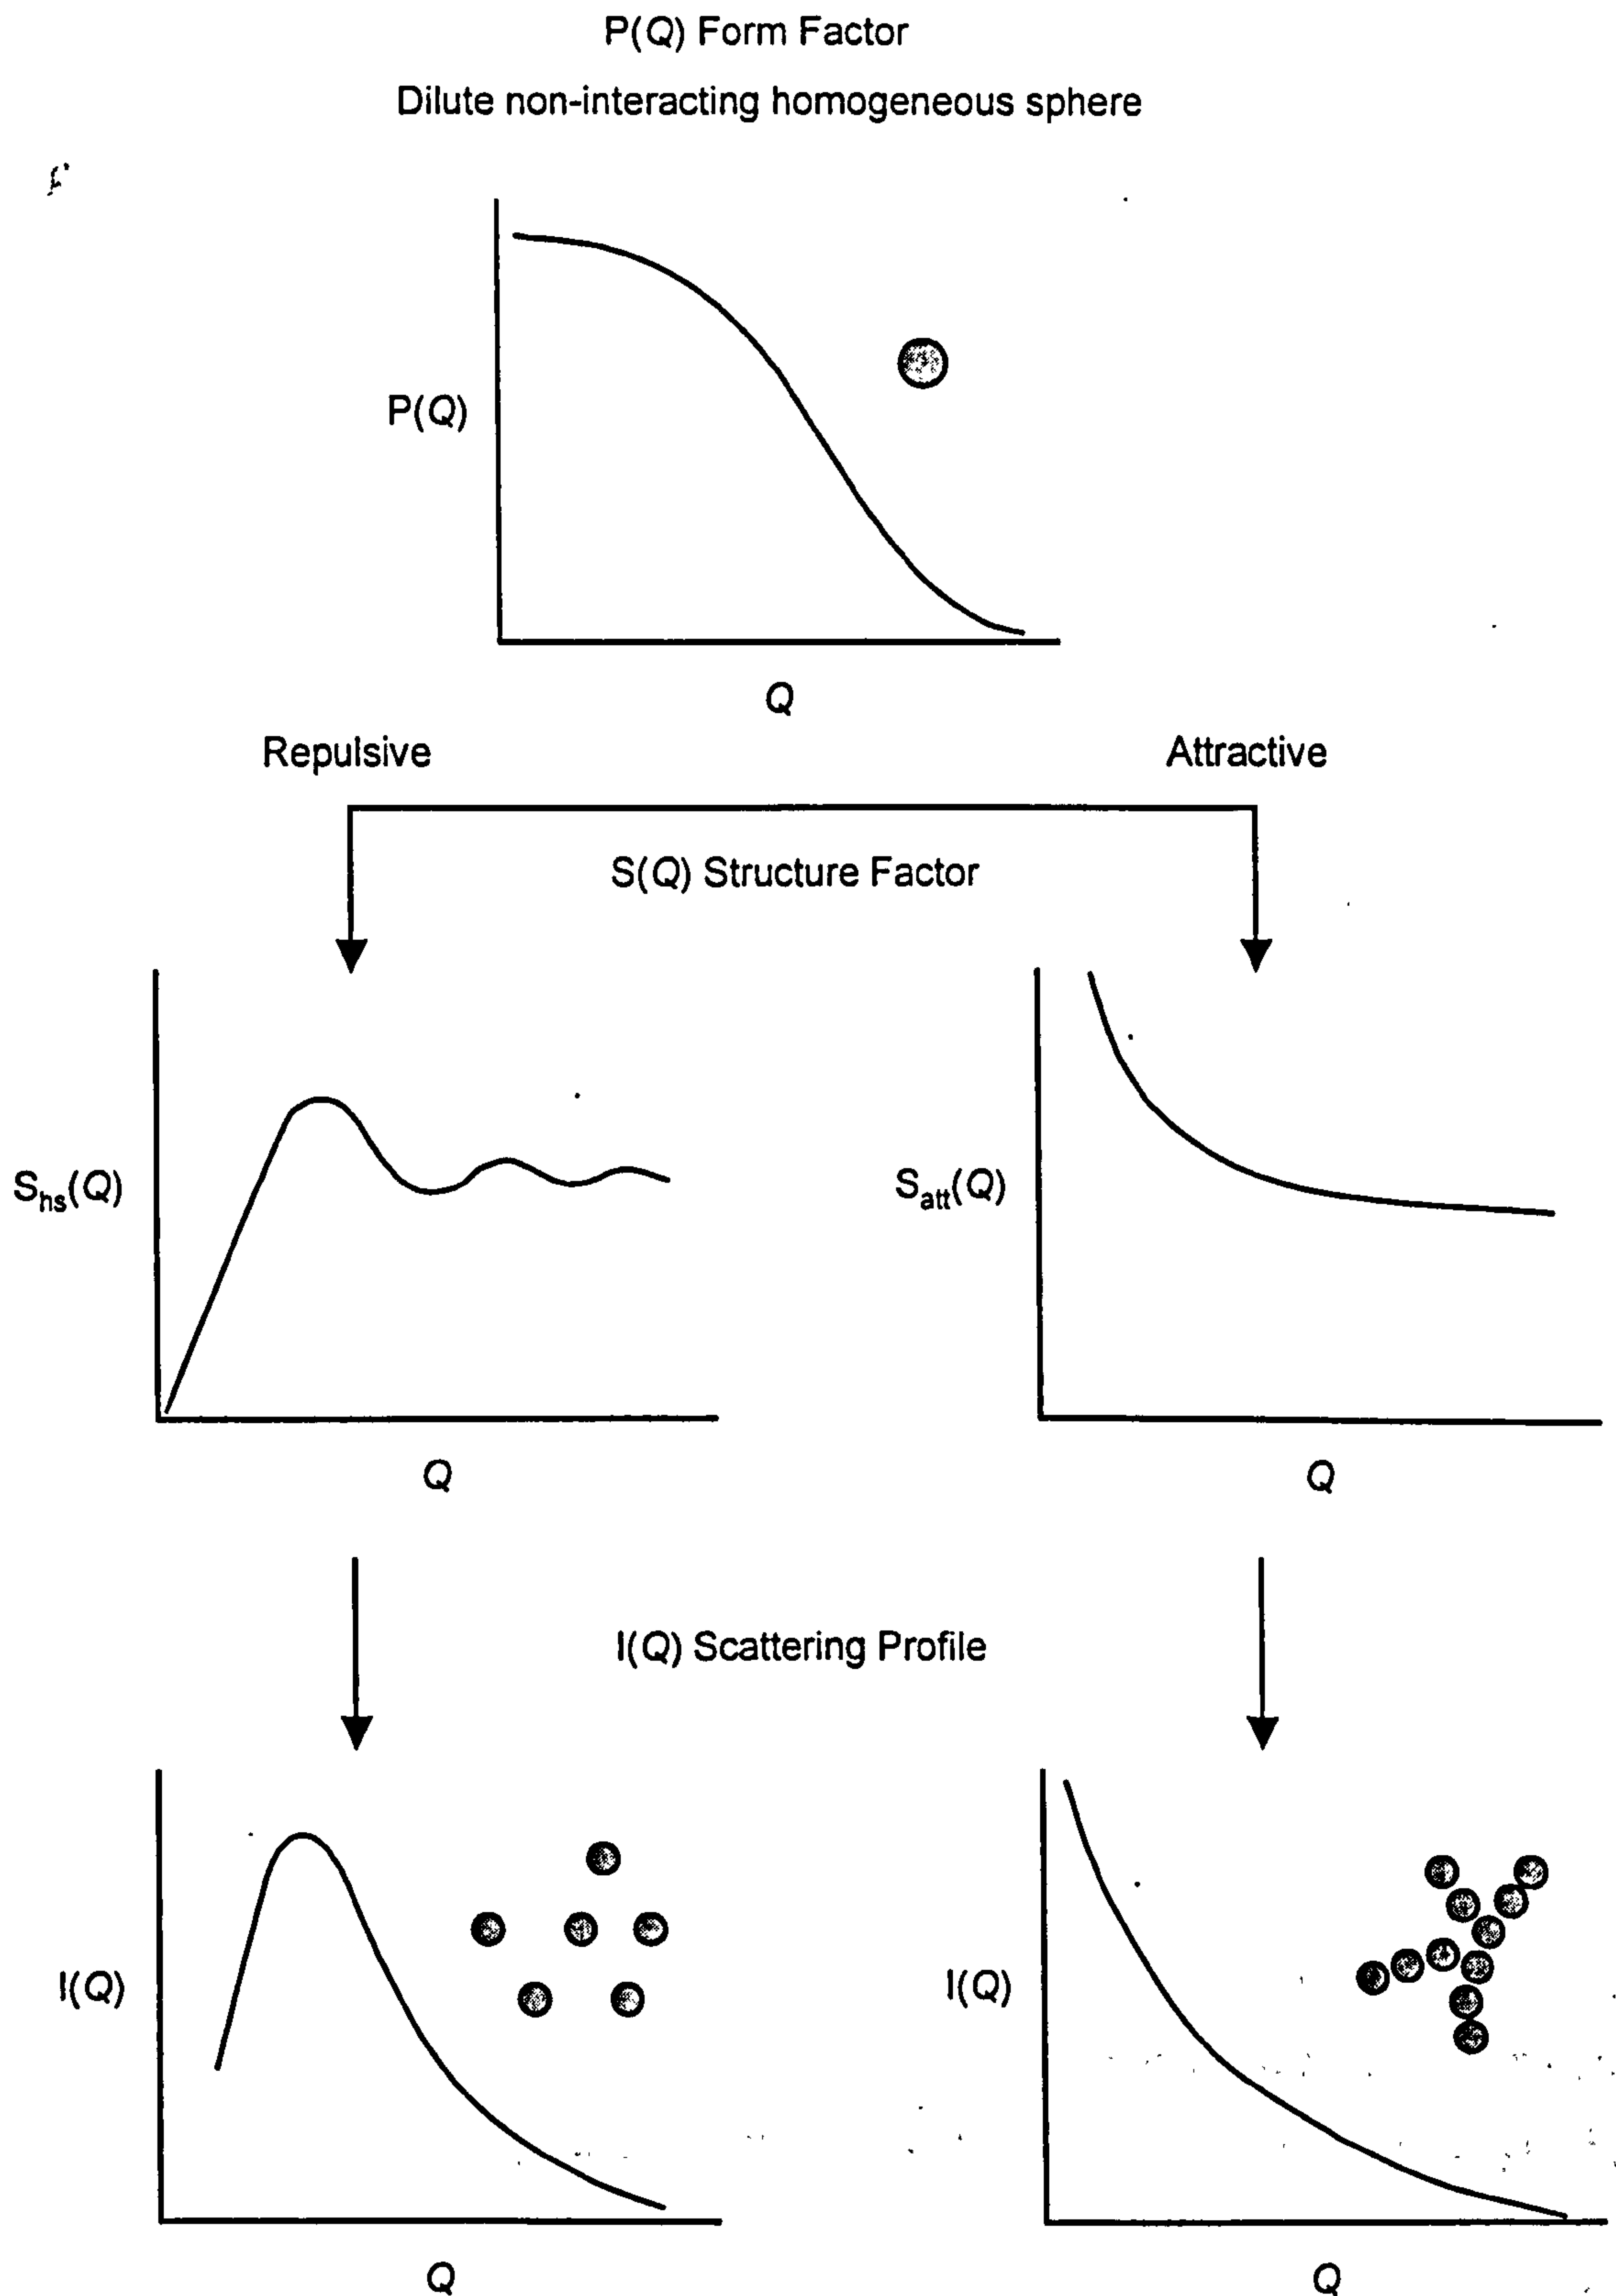 P(Q) Form Factor
Dilute non-interacting homogeneous sphere
P(Q)
Q
Repulsive
Attractive
S(Q) Structure Factor
Shs(Q)
Satt(Q)
Q
Q
I(Q) Scattering Profile
I(Q)
I(Q)
Q
Q